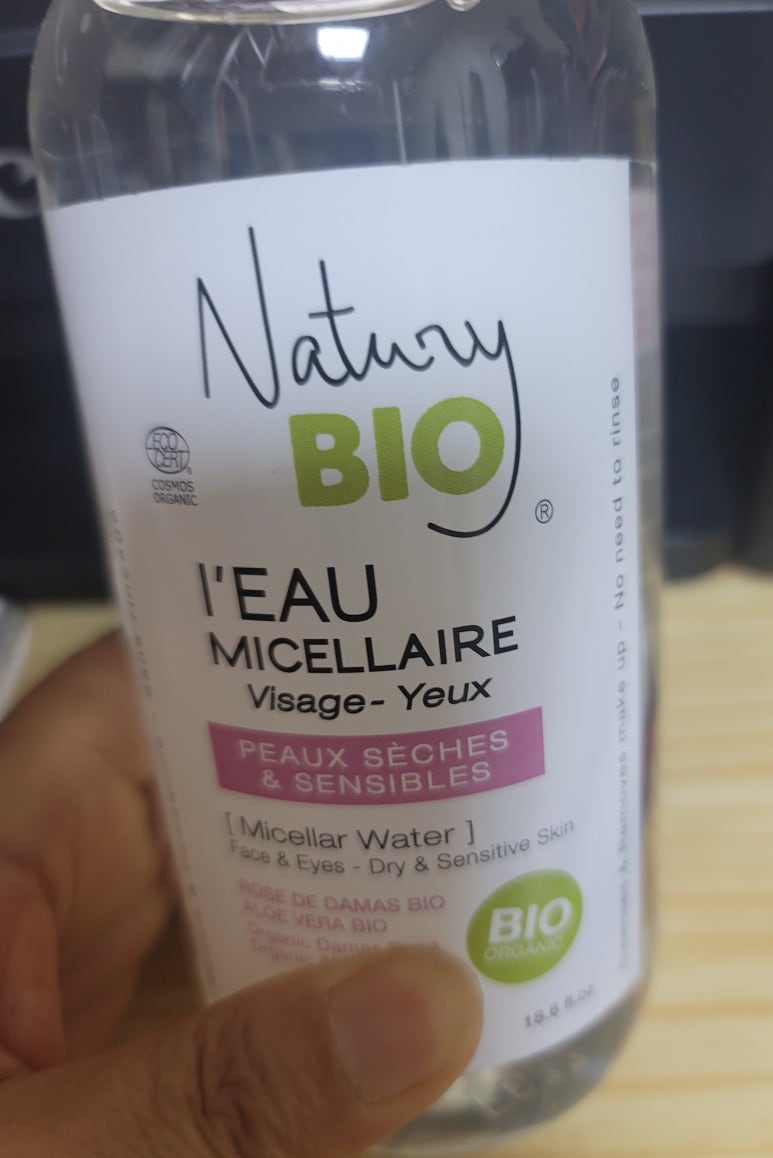 Natury
BIO
®
ECO
CERT
COSMOS
ORGANIC
l'EAU
MICELLAIRE
Visage - Yeux
PEAUX SÈCHES
& SENSIBLES
[ Micellar Water ]
Face & Eyes - Dry & Sensitive Skin
ROSE DE DAMAS BIO
ALOE VERA BIO
Organic Damas Rose
Organic
BIO
ORGANIC
18.6 fl.oz
Cleanses & Removes make up - No need to rinse